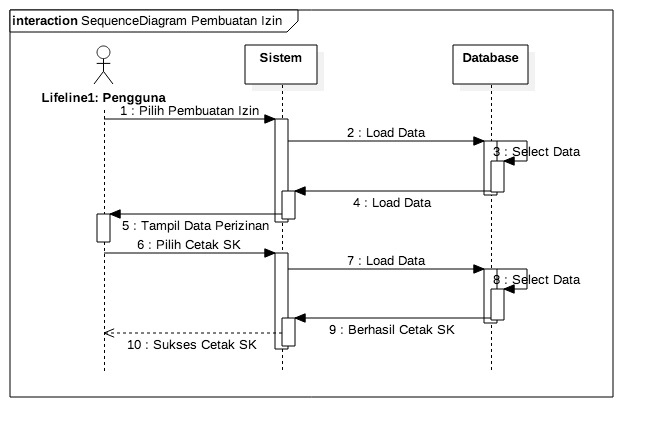 interaction SequenceDiagram Pembuatan Izin
Sistem
Database
Lifeline1: Pengguna
1 : Pilih Pembuatan Izin
2 : Load Data
3 : Select Data
4 : Load Data
5 : Tampil Data Perizinan
6 : Pilih Cetak SK
7 : Load Data
8 : Select Data
9 : Berhasil Cetak SK
10 : Sukses Cetak SK